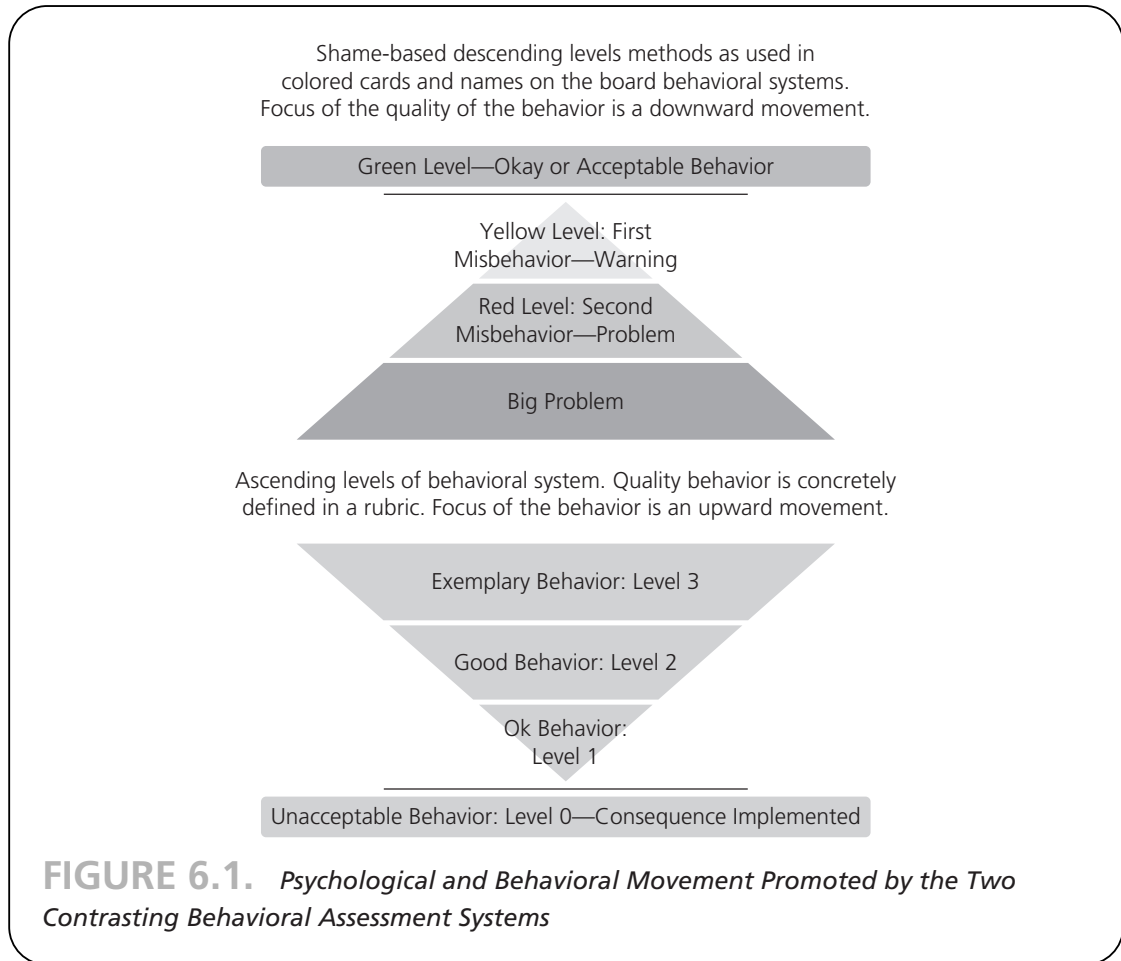 Shame-based descending levels methods as used in
colored cards and names on the board behavioral systems.
Focus of the quality of the behavior is a downward movement.
Green Level—Okay or Acceptable Behavior
Yellow Level: First
Misbehavior—Warning
Red Level: Second
Misbehavior—Problem
Big Problem
Ascending levels of behavioral system. Quality behavior is concretely
defined in a rubric. Focus of the behavior is an upward movement.
Exemplary Behavior: Level 3
Good Behavior: Level 2
Ok Behavior:
Level 1
Unacceptable Behavior: Level 0—Consequence Implemented
FIGURE 6.1. Psychological and Behavioral Movement Promoted by the Two
Contrasting Behavioral Assessment Systems